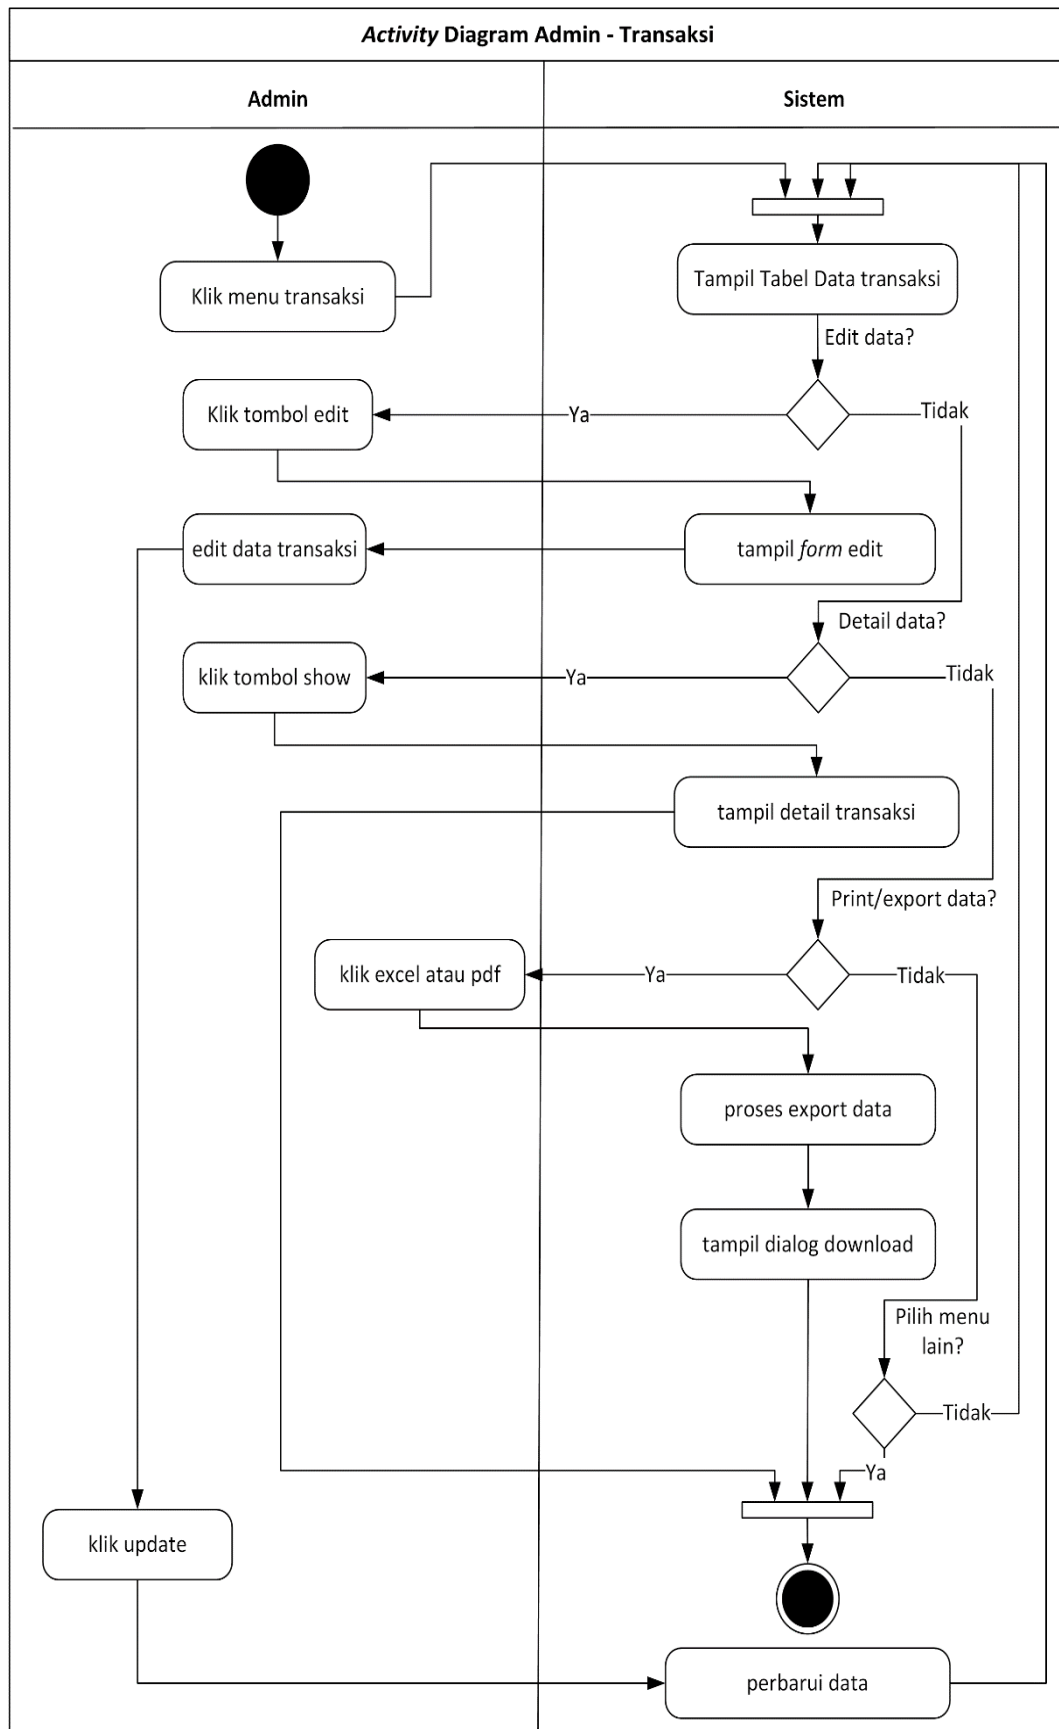 Activity Diagram Admin - Transaksi
Admin
Sistem
Klik menu transaksi
Tampil Tabel Data transaksi
Edit data?
Klik tombol edit
Ya
Tidak
edit data transaksi
tampil form edit
Detail data?
klik tombol show
Ya
Tidak
tampil detail transaksi
Print/export data?
klik excel atau pdf
Ya
Tidak
proses export data
tampil dialog download
Pilih menu
lain?
Tidak
Ya
klik update
perbarui data